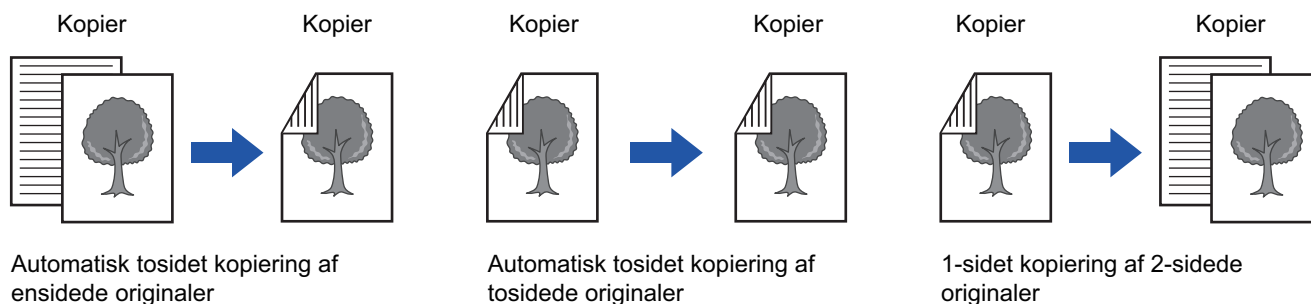 Kopier
Kopier
Kopier
Kopier
Kopier
Kopier
Automatisk tosidet kopiering af
ensidede originaler
Automatisk tosidet kopiering af
tosidede originaler
1-sidet kopiering af 2-sidede
originaler